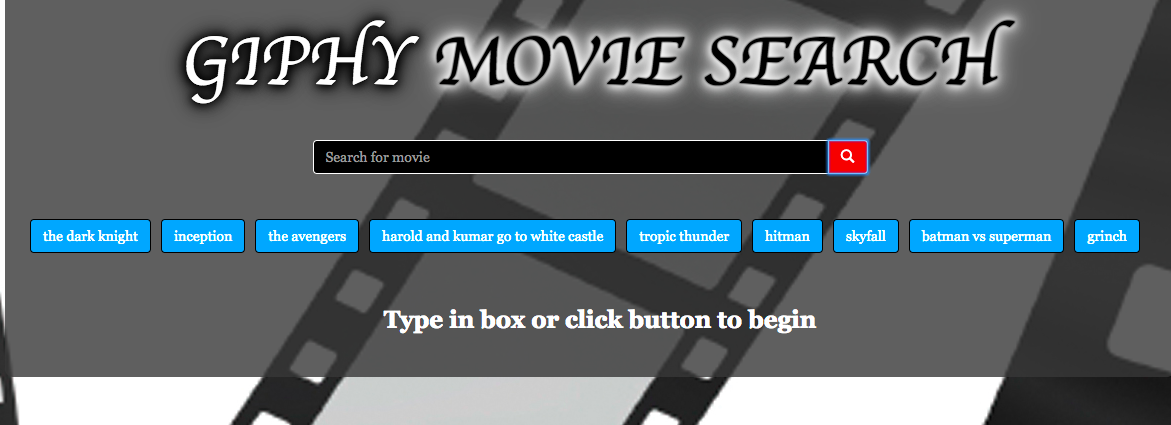 GIPHY MOVIE SEARCH
Search for movie
the dark knight inception the avengers harold and kumar go to white castle tropic thunder hitman skyfall batman vs superman grinch
Type in box or click button to begin